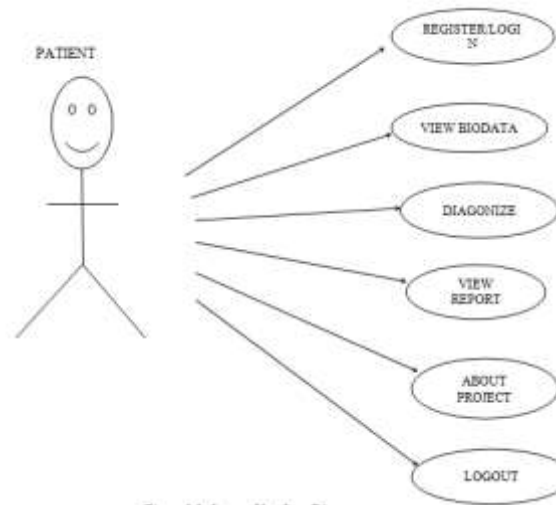 PATIENT
REGISTER/LOGI
N
VIEW BIODATA
DIAGONIZE
VIEW
REPORT
ABOUT
PROJECT
LOGOUT